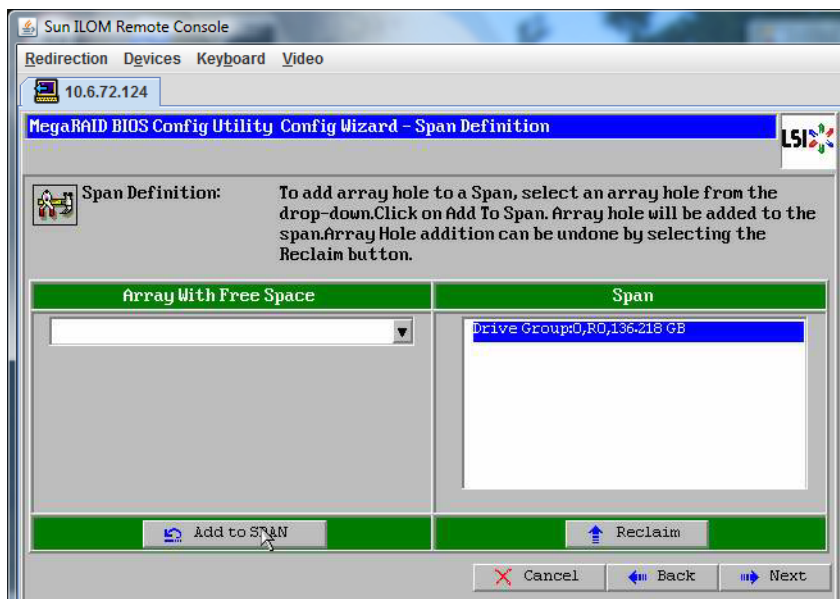 Sun ILOM Remote Console
Redirection Devices Keyboard Video
10.6.72.124
MegaRAID BIOS Config Utility Config Wizard - Span Definition
LSI
Span Definition:
To add array hole to a Span, select an array hole from the
drop-down.Click on Add To Span. Array hole will be added to the
span.Array Hole addition can be undone by selecting the
Reclaim button.
Array With Free Space
Span
Drive Group:0,R0,136.218 GB
Add to SPAN
Reclaim
Cancel
Back
Next